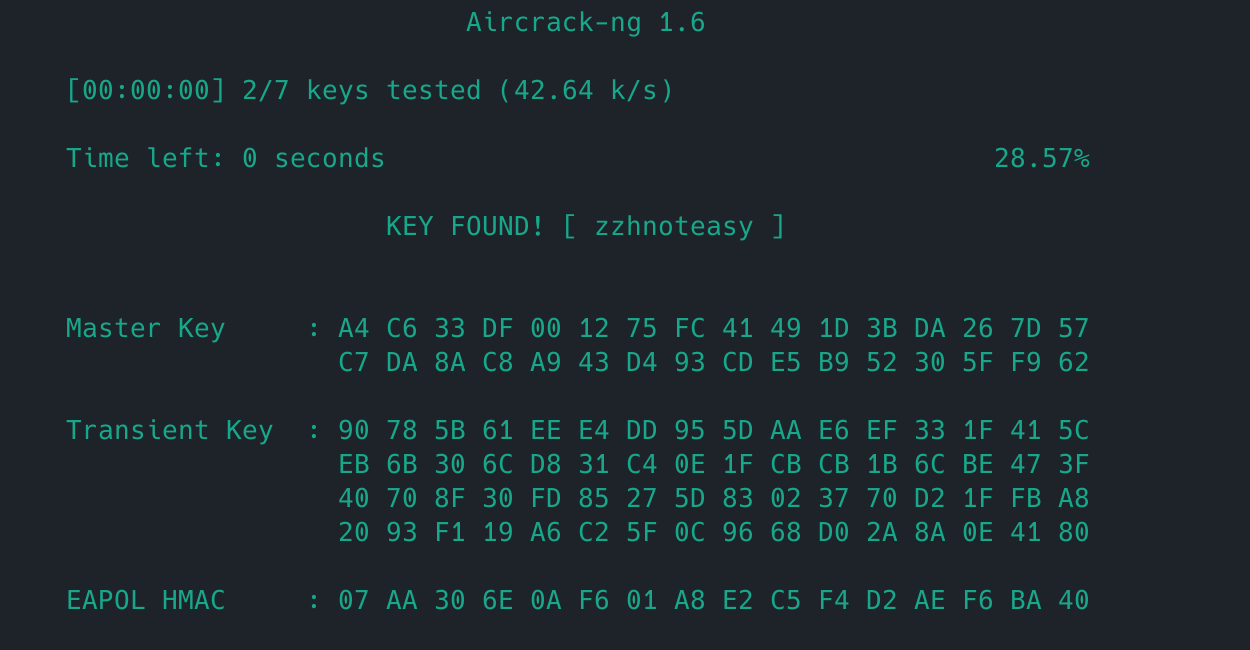 Aircrack-ng 1.6
[00:00:00] 2/7 keys tested (42.64 k/s)
Time left: 0 seconds 28.57%
KEY FOUND! [ zzhnoteasy ]
Master Key : A4 C6 33 DF 00 12 75 FC 41 49 1D 3B DA 26 7D 57
C7 DA 8A C8 A9 43 D4 93 CD E5 B9 52 30 5F F9 62
Transient Key : 90 78 5B 61 EE E4 DD 95 5D AA E6 EF 33 1F 41 5C
EB 6B 30 6C D8 31 C4 0E 1F CB CB 1B 6C BE 47 3F
40 70 8F 30 FD 85 27 5D 83 02 37 70 D2 1F FB A8
20 93 F1 19 A6 C2 5F 0C 96 68 D0 2A 8A 0E 41 80
EAPOL HMAC : 07 AA 30 6E 0A F6 01 A8 E2 C5 F4 D2 AE F6 BA 40